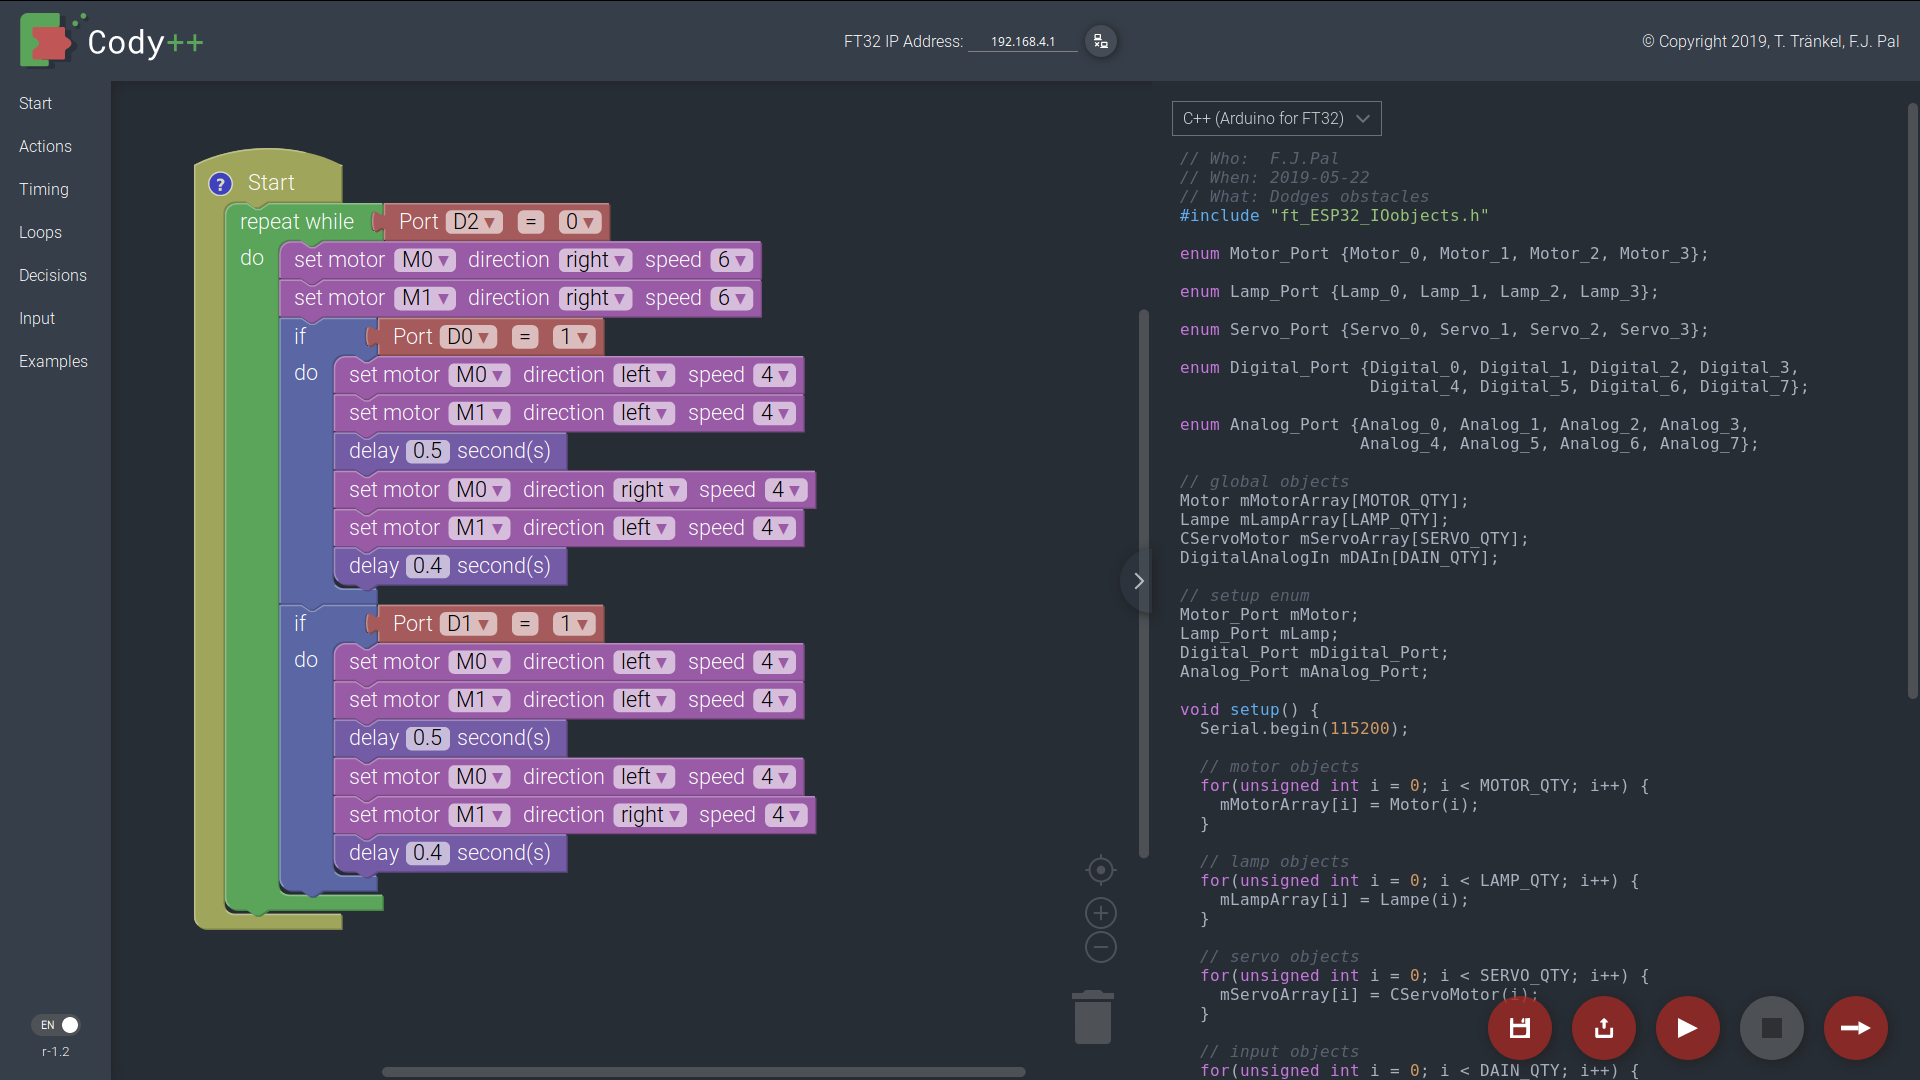 Cody++
FT32 IP Address: 192.168.4.1
© Copyright 2019, T. Tränkel, F.J. Pal
Start
Actions
Timing
Loops
Decisions
Input
Examples
EN
r-1.2
? Start
repeat while Port D2 = 0
do set motor M0 direction right speed 6
set motor M1 direction right speed 6
if Port D0 = 1
do set motor M0 direction left speed 4
set motor M1 direction left speed 4
delay 0.5 second(s)
set motor M0 direction right speed 4
set motor M1 direction left speed 4
delay 0.4 second(s)
if Port D1 = 1
do set motor M0 direction left speed 4
set motor M1 direction left speed 4
delay 0.5 second(s)
set motor M0 direction left speed 4
set motor M1 direction right speed 4
delay 0.4 second(s)
C++ (Arduino for FT32)
// Who:  F.J.Pal
// When: 2019-05-22
// What: Dodges obstacles
#include "ft_ESP32_IOobjects.h"
enum Motor_Port {Motor_0, Motor_1, Motor_2, Motor_3};
enum Lamp_Port {Lamp_0, Lamp_1, Lamp_2, Lamp_3};
enum Servo_Port {Servo_0, Servo_1, Servo_2, Servo_3};
enum Digital_Port {Digital_0, Digital_1, Digital_2, Digital_3,
Digital_4, Digital_5, Digital_6, Digital_7};
enum Analog_Port {Analog_0, Analog_1, Analog_2, Analog_3,
Analog_4, Analog_5, Analog_6, Analog_7};
// global objects
Motor mMotorArray[MOTOR_QTY];
Lampe mLampArray[LAMP_QTY];
CServoMotor mServoArray[SERVO_QTY];
DigitalAnalogIn mDAIn[DAIN_QTY];
// setup enum
Motor_Port mMotor;
Lamp_Port mLamp;
Digital_Port mDigital_Port;
Analog_Port mAnalog_Port;
void setup() {
Serial.begin(115200);
// motor objects
for(unsigned int i = 0; i < MOTOR_QTY; i++) {
mMotorArray[i] = Motor(i);
}
// lamp objects
for(unsigned int i = 0; i < LAMP_QTY; i++) {
mLampArray[i] = Lampe(i);
}
// servo objects
for(unsigned int i = 0; i < SERVO_QTY; i++) {
mServoArray[i] = CServoMotor(i);
}
// input objects
for(unsigned int i = 0; i < DAIN_QTY; i++) {